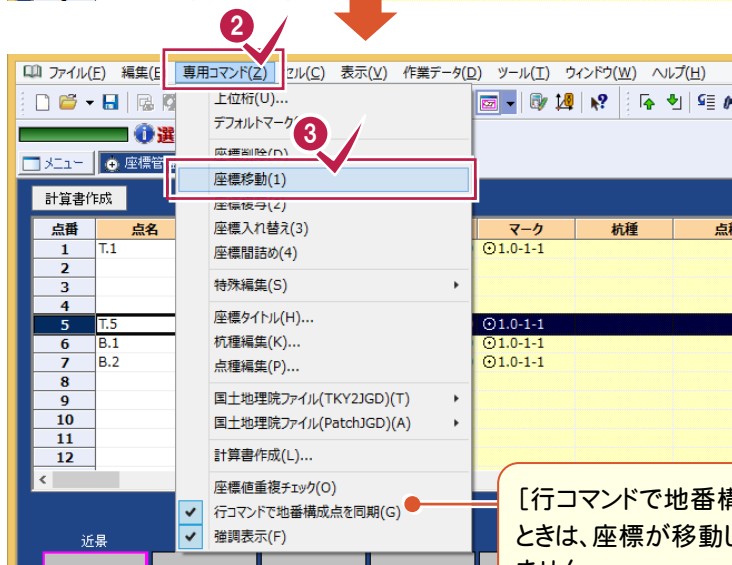 2
ファイル(F) 編集(E 専用コマンド(Z) セル(C) 表示(V) 作業データ(D) ツール(T) ウィンドウ(W) ヘルプ(H)
上位桁(U)...
デフォルトマーク
3
選
メニュー 座標管
座標削除(D)
座標移動(1)
座標複写(2)
座標入れ替え(3)
座標間詰め(4)
特殊編集(S)
座標タイトル(H)...
杭種編集(K)...
点種編集(P)...
国土地理院ファイル(TKY2JGD)(T)
国土地理院ファイル(PatchJGD)(A)
計算書作成(L)...
座標値重複チェック(O)
行コマンドで地番構成点を同期(G)
強調表示(F)
計算書作成
点番 点名 マーク 杭種 点種
1 T.1 1.0-1-1
2
3
4
5 T.5 1.0-1-1
6 B.1 1.0-1-1
7 B.2 1.0-1-1
8
9
10
11
12
近景
[行コマンドで地番構
ときは、座標が移動し
ません